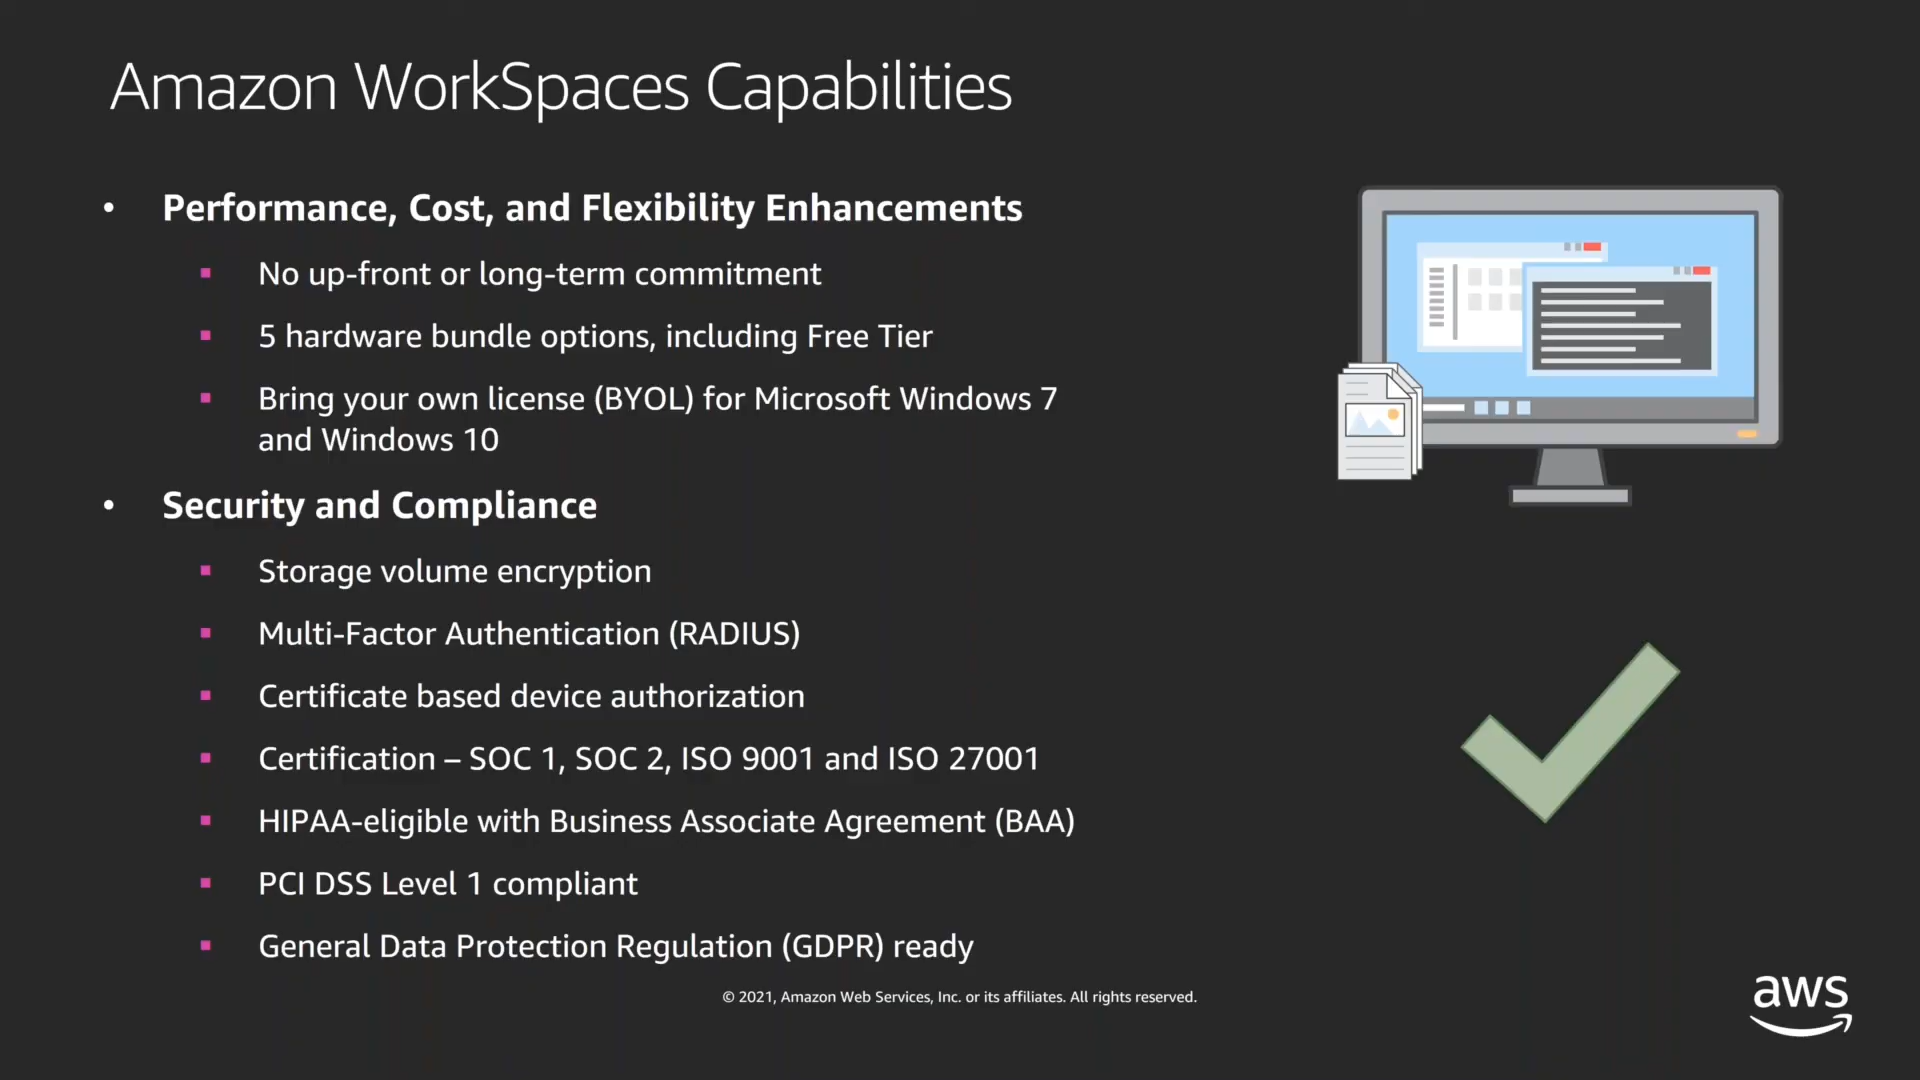 Amazon WorkSpaces Capabilities
• Performance, Cost, and Flexibility Enhancements
▪ No up-front or long-term commitment
▪ 5 hardware bundle options, including Free Tier
▪ Bring your own license (BYOL) for Microsoft Windows 7
and Windows 10
• Security and Compliance
▪ Storage volume encryption
▪ Multi-Factor Authentication (RADIUS)
▪ Certificate based device authorization
▪ Certification – SOC 1, SOC 2, ISO 9001 and ISO 27001
▪ HIPAA-eligible with Business Associate Agreement (BAA)
▪ PCI DSS Level 1 compliant
▪ General Data Protection Regulation (GDPR) ready
© 2021, Amazon Web Services, Inc. or its affiliates. All rights reserved.
aws